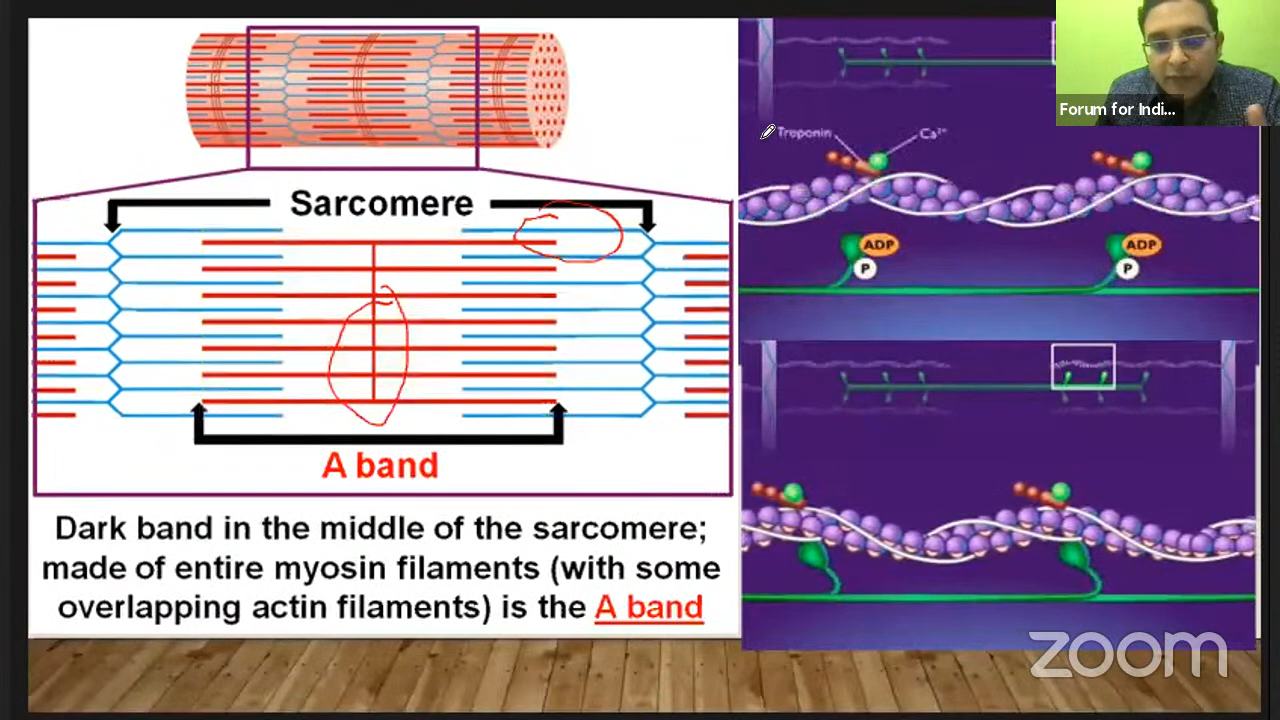 Sarcomere
A band
Dark band in the middle of the sarcomere;
made of entire myosin filaments (with some
overlapping actin filaments) is the A band
Troponin
Ca²⁺
ADP
P
ADP
P
Forum for Indi...
zoom